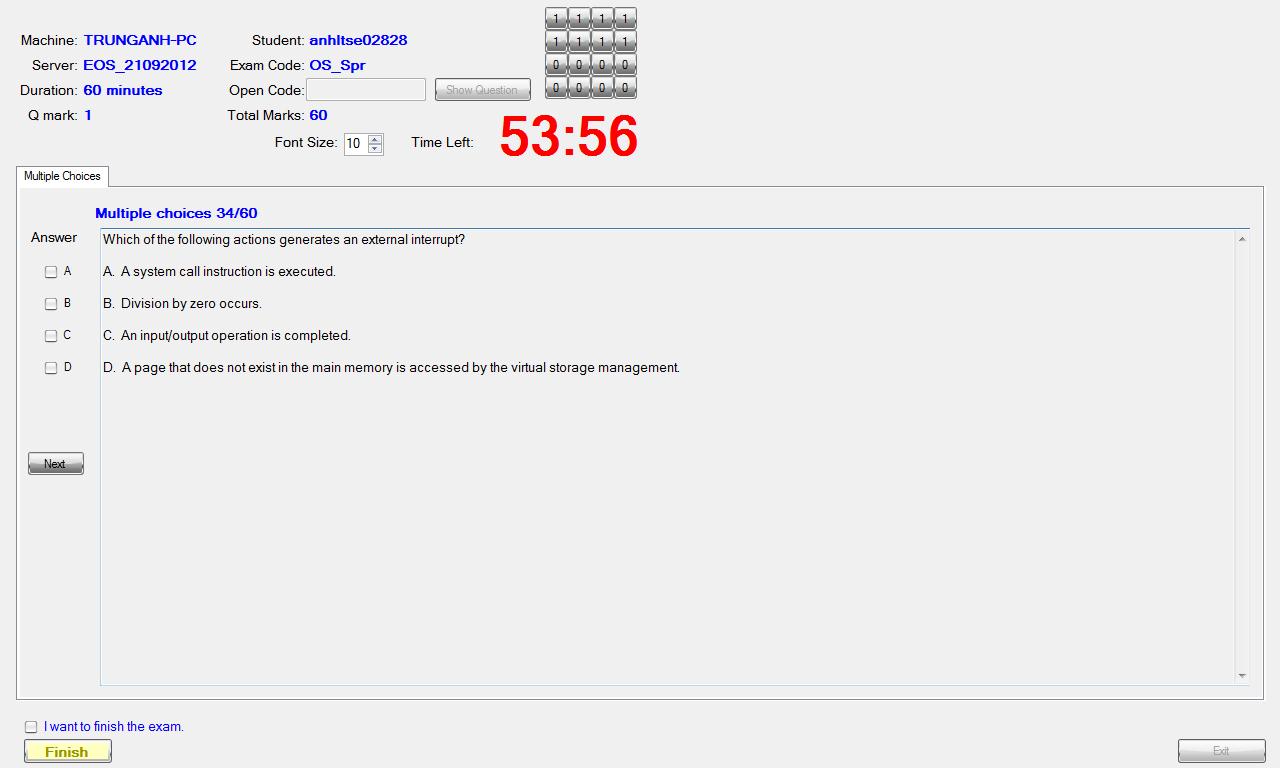 1 1 1 1
Machine: TRUNGANH-PC Student: anhltse02828 1 1 1 1
Server: EOS_21092012 Exam Code: OS_Spr 0 0 0 0
Duration: 60 minutes Open Code: Show Question 0 0 0 0
Q mark: 1 Total Marks: 60
Font Size: 10 Time Left: 53:56
Multiple Choices
Multiple choices 34/60
Answer Which of the following actions generates an external interrupt?
A A. A system call instruction is executed.
B B. Division by zero occurs.
C C. An input/output operation is completed.
D D. A page that does not exist in the main memory is accessed by the virtual storage management.
Next
I want to finish the exam.
Finish Exit